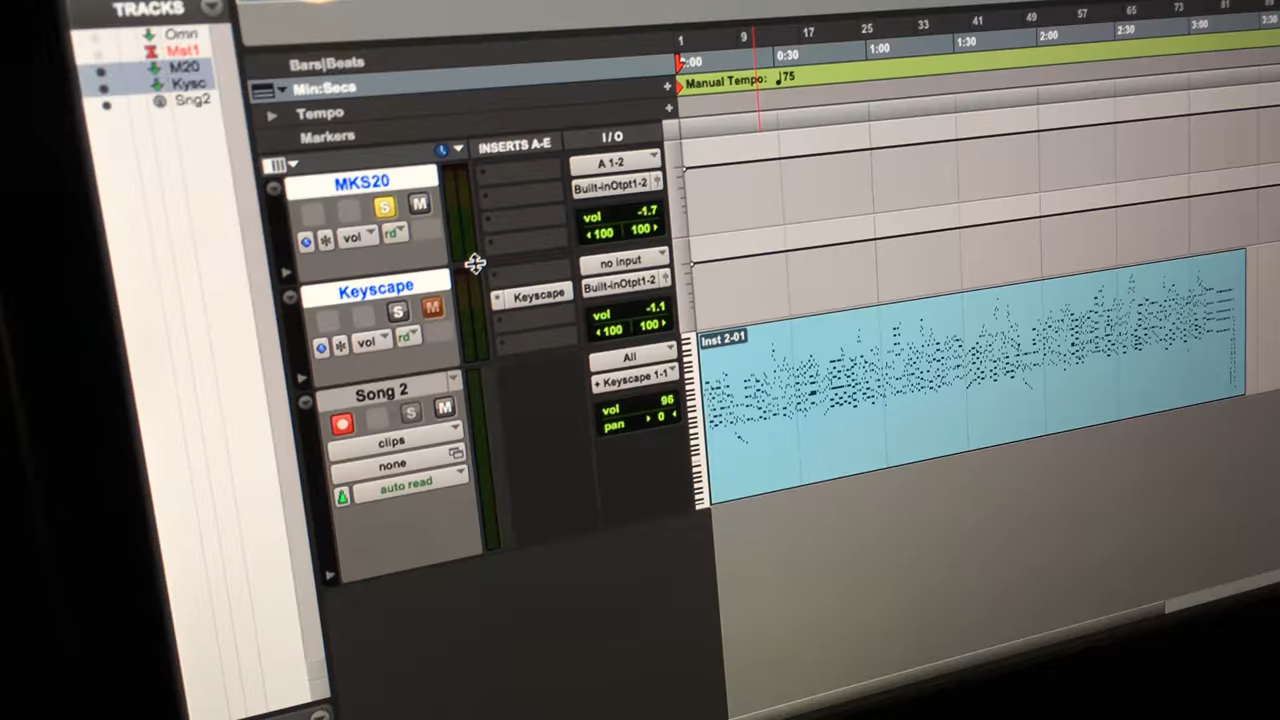 TRACKS
Omn
Mst1
M20
Kysc
Sng2
1 9 17 25 33 41 49 57 65 73 81
Bars|Beats
Min:Secs
:00 0:30 1:00 1:30 2:00 2:30 3:00 3:30
Tempo
Manual Tempo: ♩75
Markers
INSERTS A-E
I / O
MKS20
S M
vol rd
A 1-2
Built-inOtpt1-2
vol -1.7
100 100
Keyscape
S M
vol rd
Keyscape
no input
Built-inOtpt1-2
vol -1.1
100 100
Song 2
S M
clips
none
auto read
All
+ Keyscape 1-1
vol 96
pan 0
Inst 2-01